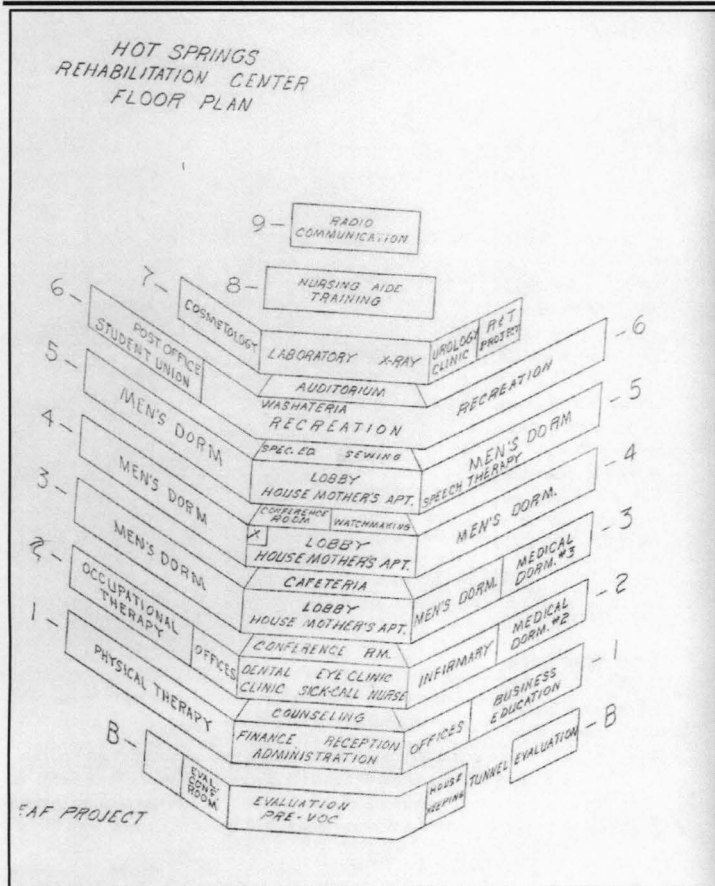 HOT SPRINGS
REHABILITATION CENTER
FLOOR PLAN
9 -
RADIO
COMMUNICATION
8 -
NURSING AIDE
TRAINING
7 -
COSMETOLOGY
LABORATORY X-RAY
UROLOGY
CLINIC
R&T
PROJECT
6 -
POST OFFICE
STUDENT UNION
AUDITORIUM
WASHATERIA
RECREATION
RECREATION
- 6
5 -
MEN'S DORM
SPEC. ED. SEWING
LOBBY
HOUSE MOTHER'S APT.
MEN'S DORM
SPEECH THERAPY
- 5
4 -
MEN'S DORM
CONFERENCE
ROOM
WATCHMAKING
X
LOBBY
HOUSE MOTHER'S APT.
MEN'S DORM.
- 4
3 -
MEN'S DORM
CAFETERIA
LOBBY
HOUSE MOTHER'S APT.
MEN'S DORM.
MEDICAL
DORM. #3
- 3
2 -
OCCUPATIONAL
THERAPY
OFFICES
CONFERENCE RM.
DENTAL EYE CLINIC
CLINIC SICK-CALL NURSE
INFIRMARY
MEDICAL
DORM. #2
- 2
1 -
PHYSICAL THERAPY
COUNSELING
FINANCE RECEPTION
ADMINISTRATION
OFFICES
BUSINESS
EDUCATION
- 1
B -
EVAL.
CONF.
ROOM
EVALUATION
PRE-VOC
HOUSE
KEEPING
TUNNEL
EVALUATION
- B
EAF PROJECT